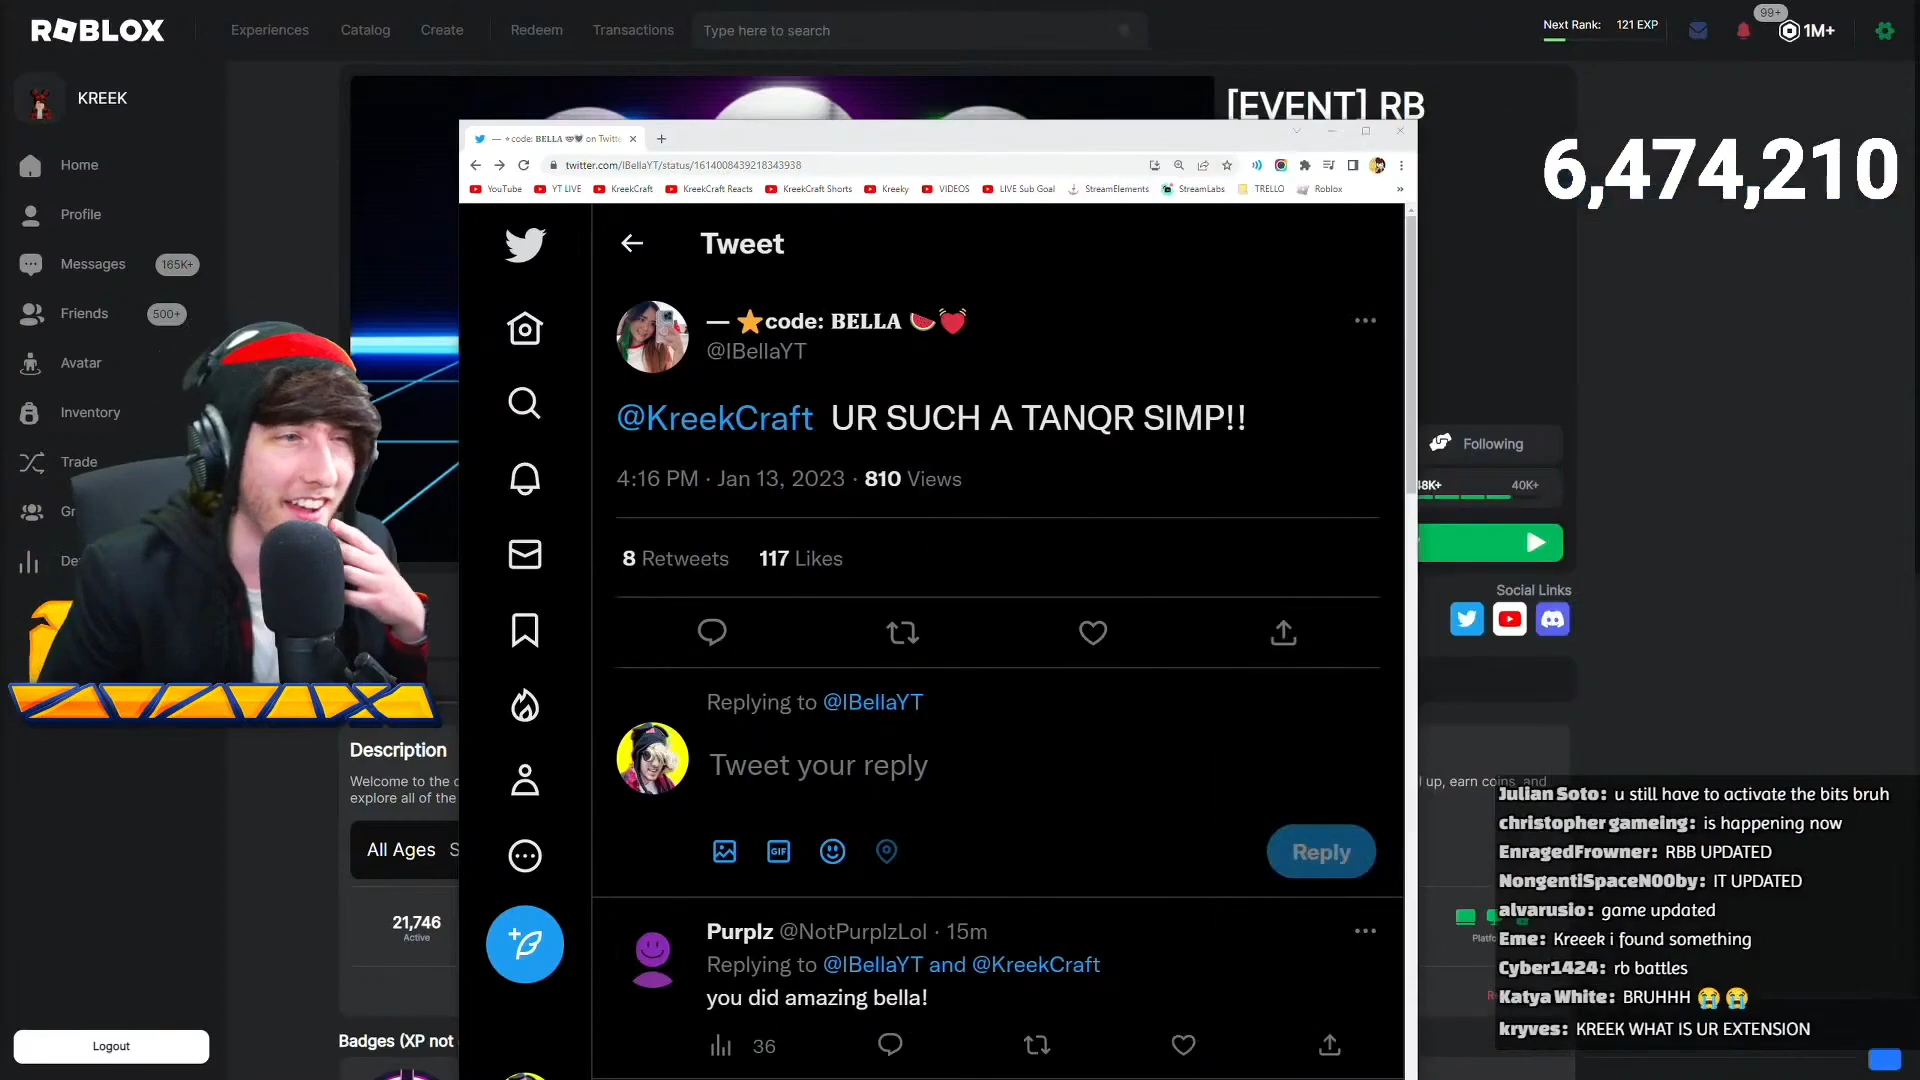 ROBLOX
Experiences
Catalog
Create
Redeem
Transactions
Type here to search
Next Rank:
121 EXP
99+
1M+
KREEK
Home
Profile
Messages
165K+
Friends
500+
Avatar
Inventory
Trade
Gr
De
Logout
[EVENT] RB
6,474,210
— ⭐code: BELLA 🍉💓 on Twitte
twitter.com/IBellaYT/status/1614008439218343938
YouTube
YT LIVE
KreekCraft
KreekCraft Reacts
KreekCraft Shorts
Kreeky
VIDEOS
LIVE Sub Goal
StreamElements
StreamLabs
TRELLO
Roblox
»
Tweet
— ⭐code: BELLA 🍉💓
@IBellaYT
@KreekCraft UR SUCH A TANQR SIMP!!
4:16 PM · Jan 13, 2023 · 810 Views
8 Retweets 117 Likes
Replying to @IBellaYT
Tweet your reply
GIF
Reply
Purplz @NotPurplzLol · 15m
Replying to @IBellaYT and @KreekCraft
you did amazing bella!
36
Following
48K+
40K+
Social Links
Description
Welcome to the
explore all of the
l up, earn coins, and
All Ages
21,746
Active
Badges (XP not
Julian Soto: u still have to activate the bits bruh
christopher gameing: is happening now
EnragedFrowner: RBB UPDATED
NongentiSpaceN00by: IT UPDATED
alvarusio: game updated
Eme: Kreeek i found something
Cyber1424: rb battles
Katya White: BRUHHH 😭😭
kryves: KREEK WHAT IS UR EXTENSION